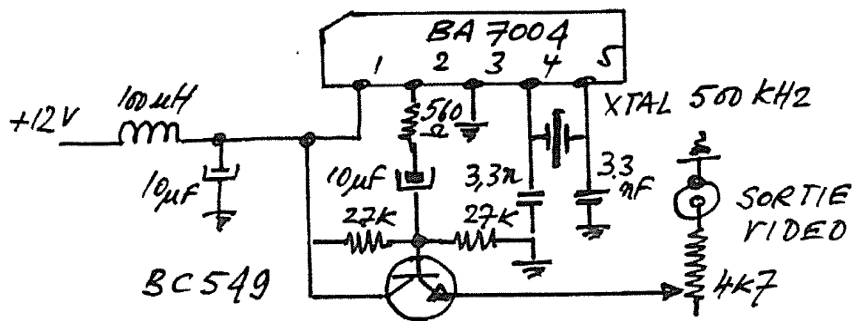 BA 7004
1 2 3 4 5
100µH
+12V
560
Ω
XTAL 500 KHZ
10µF
10µF
3,3n
3,3
nF
27K
27K
SORTIE
VIDEO
BC549
4K7